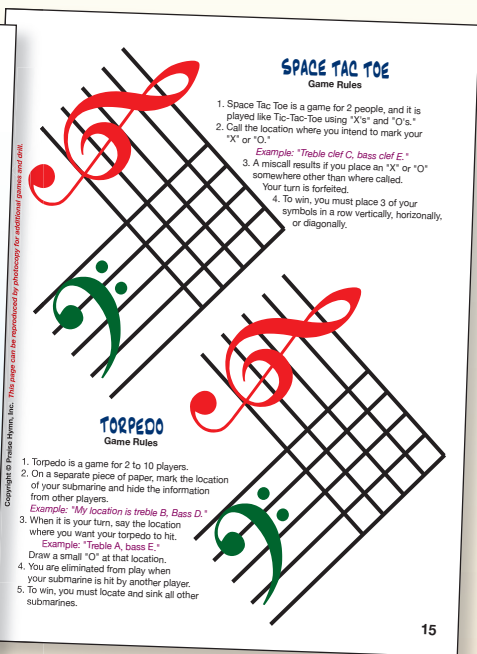 SPACE TAC TOE
Game Rules
1. Space Tac Toe is a game for 2 people, and it is
played like Tic-Tac-Toe using "X's" and "O's."
2. Call the location where you intend to mark your
"X" or "O."
Example: "Treble clef C, bass clef E."
3. A miscall results if you place an "X" or "O"
somewhere other than where called.
Your turn is forfeited.
4. To win, you must place 3 of your
symbols in a row vertically, horizonally,
or diagonally.
Copyright © Praise Hymn, Inc. This page can be reproduced by photocopy for additional games and drill.
TORPEDO
Game Rules
1. Torpedo is a game for 2 to 10 players.
2. On a separate piece of paper, mark the location
of your submarine and hide the information
from other players.
Example: "My location is treble B, Bass D."
3. When it is your turn, say the location
where you want your torpedo to hit.
Example: "Treble A, bass E."
Draw a small "O" at that location.
4. You are eliminated from play when
your submarine is hit by another player.
5. To win, you must locate and sink all other
submarines.
15